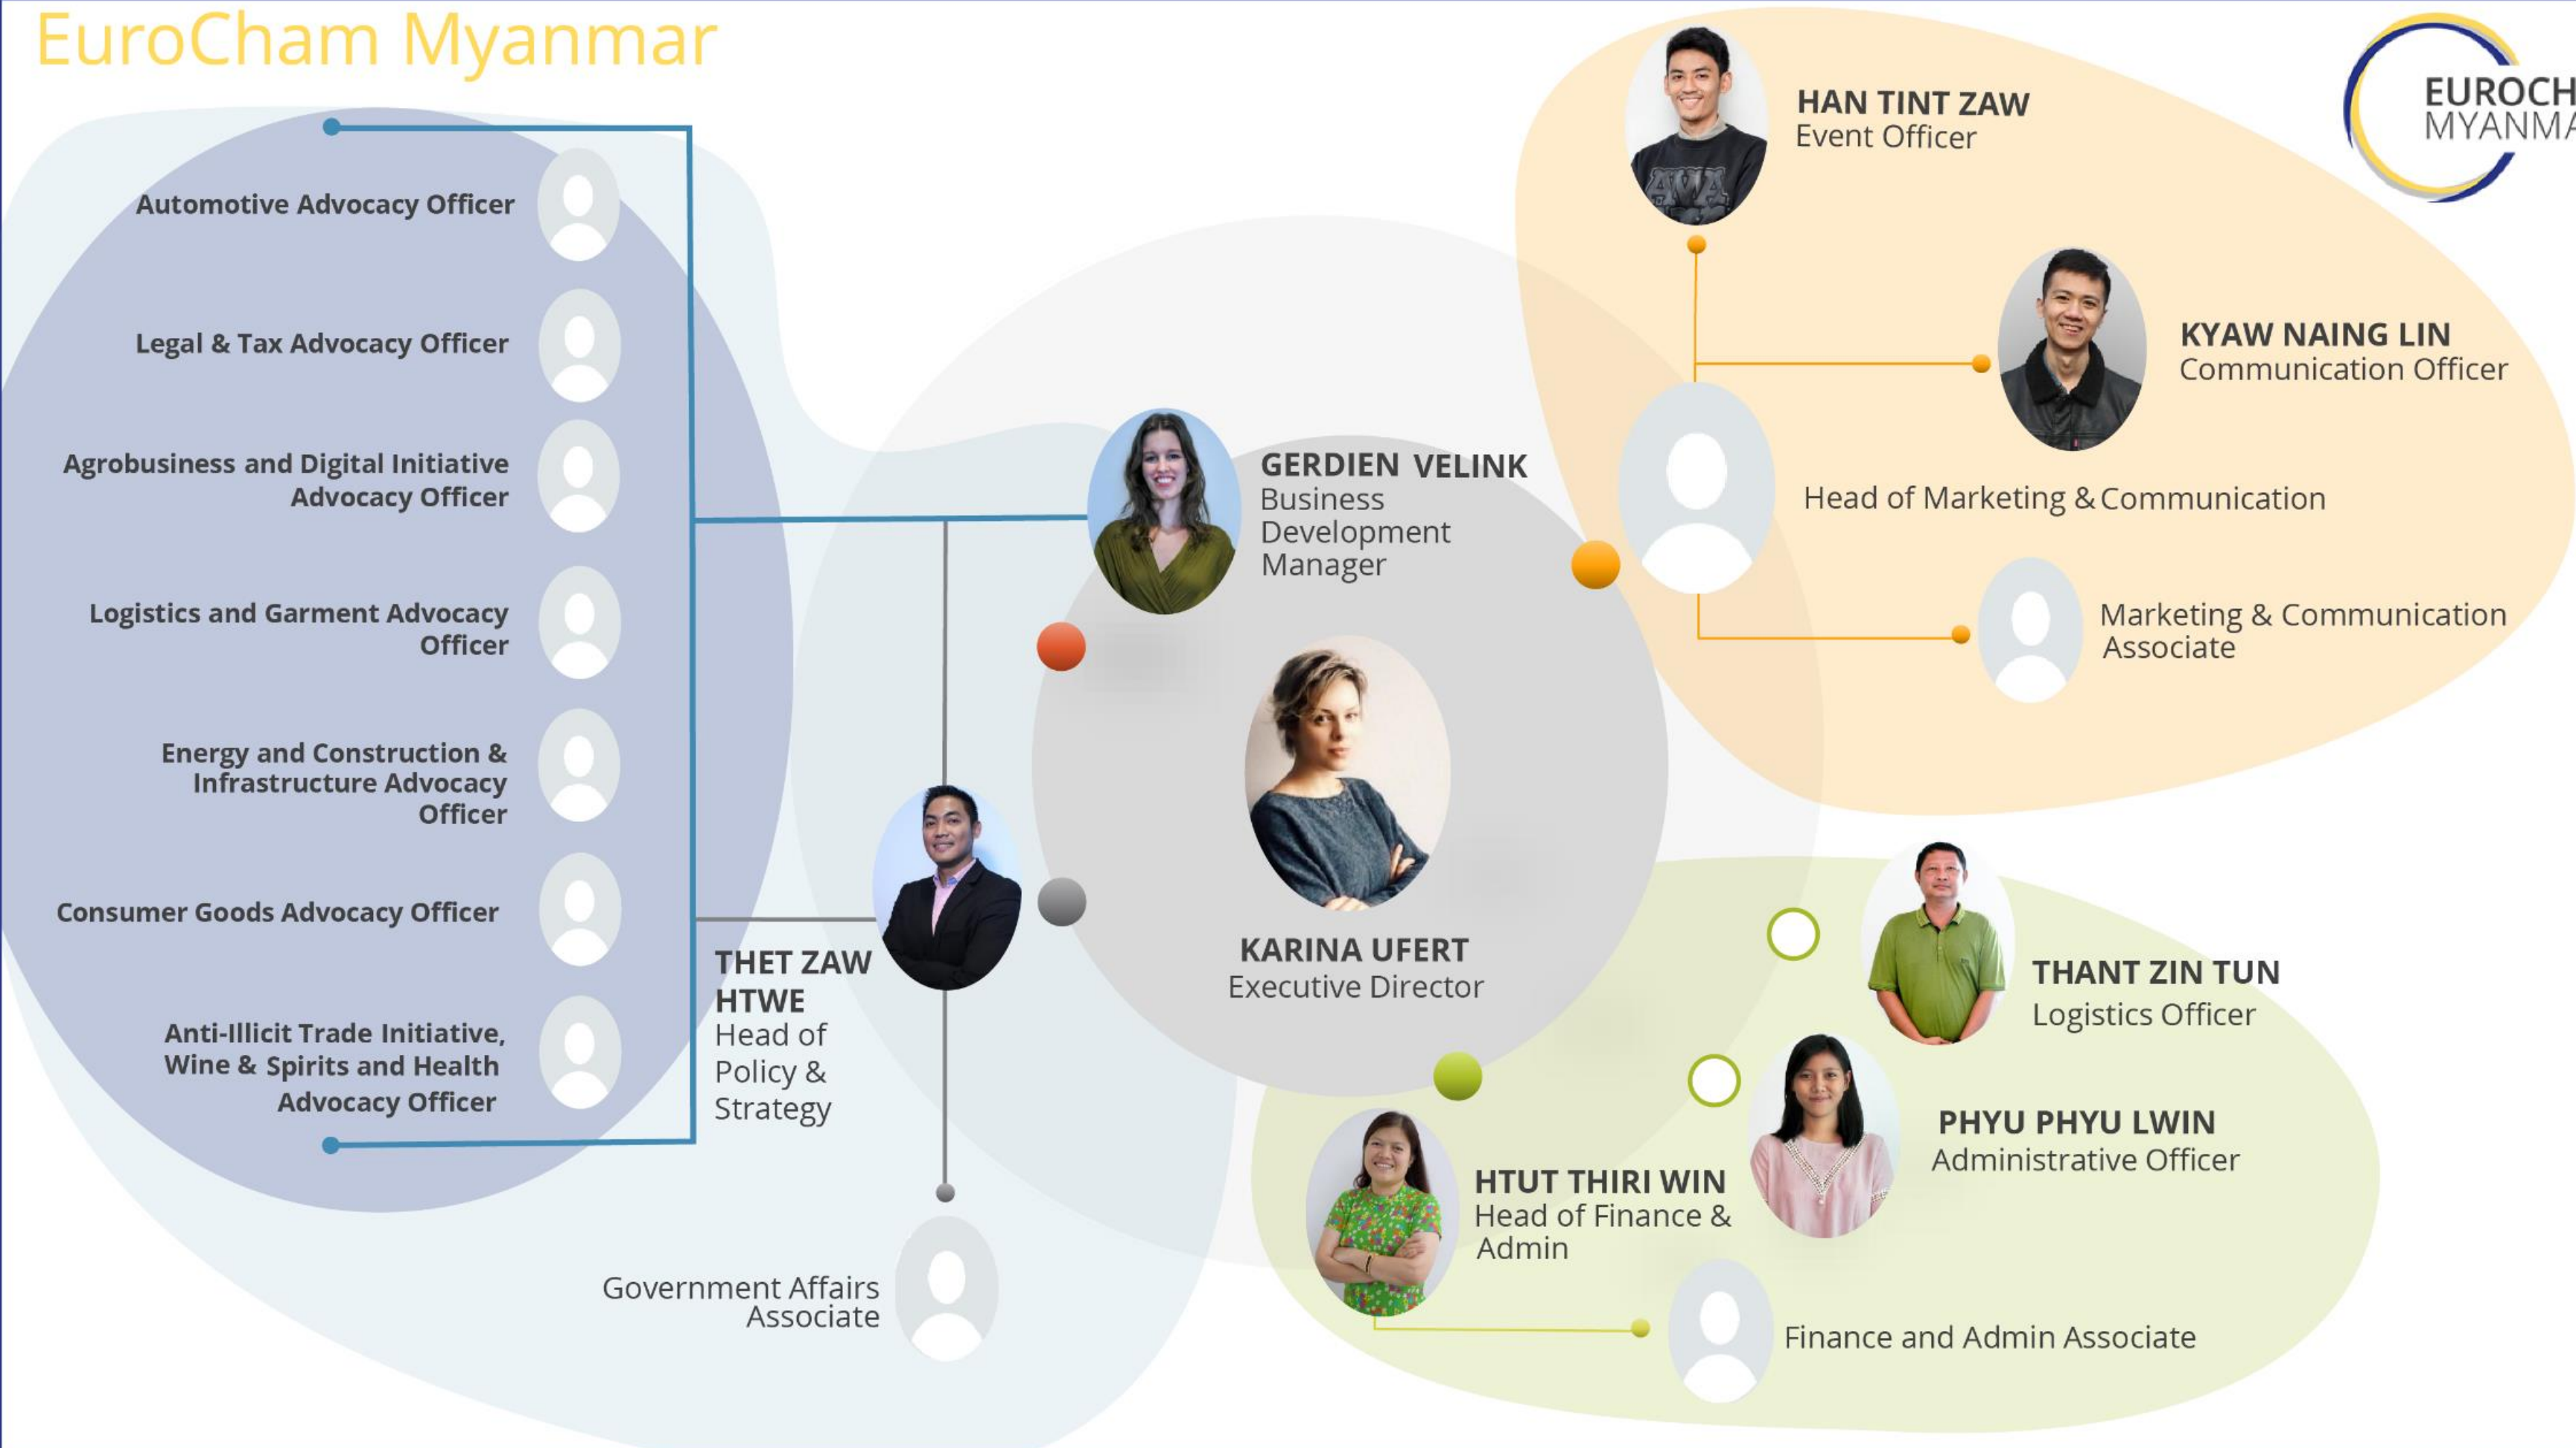 EuroCham Myanmar
EUROCH
MYANMA
Automotive Advocacy Officer
Legal & Tax Advocacy Officer
Agrobusiness and Digital Initiative
Advocacy Officer
Logistics and Garment Advocacy
Officer
Energy and Construction &
Infrastructure Advocacy
Officer
Consumer Goods Advocacy Officer
Anti-Illicit Trade Initiative,
Wine & Spirits and Health
Advocacy Officer
GERDIEN VELINK
Business
Development
Manager
THET ZAW
HTWE
Head of
Policy &
Strategy
Government Affairs
Associate
KARINA UFERT
Executive Director
HAN TINT ZAW
Event Officer
KYAW NAING LIN
Communication Officer
Head of Marketing & Communication
Marketing & Communication
Associate
THANT ZIN TUN
Logistics Officer
PHYU PHYU LWIN
Administrative Officer
HTUT THIRI WIN
Head of Finance &
Admin
Finance and Admin Associate